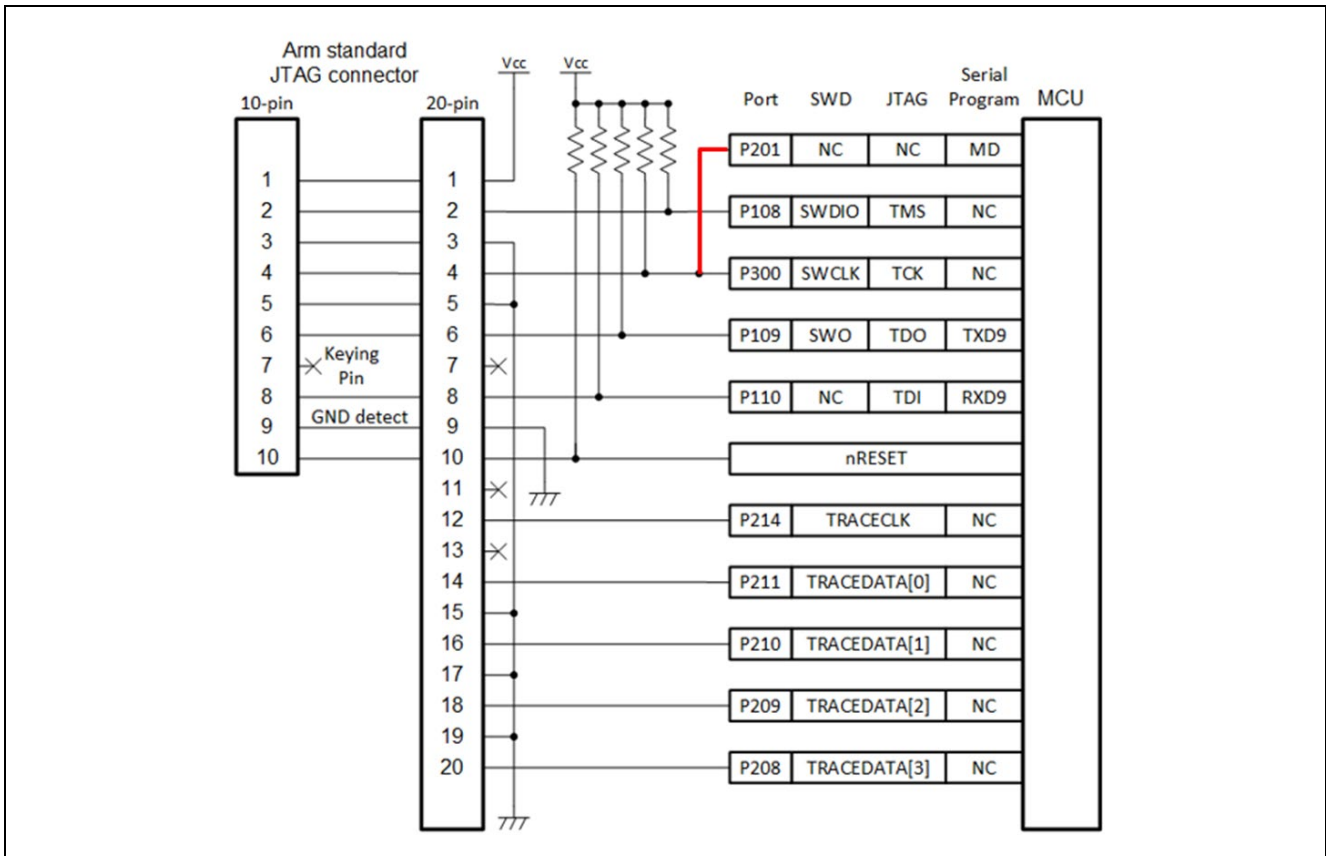 Arm standard
JTAG connector
10-pin
20-pin
Vcc
Vcc
Port SWD JTAG Serial Program MCU
1 1
2 2
3 3
4 4
5 5
6 6
7 Keying Pin 7
8 8
9 GND detect 9
10 10
11
12
13
14
15
16
17
18
19
20
P201 NC NC MD
P108 SWDIO TMS NC
P300 SWCLK TCK NC
P109 SWO TDO TXD9
P110 NC TDI RXD9
nRESET
P214 TRACECLK NC
P211 TRACEDATA[0] NC
P210 TRACEDATA[1] NC
P209 TRACEDATA[2] NC
P208 TRACEDATA[3] NC